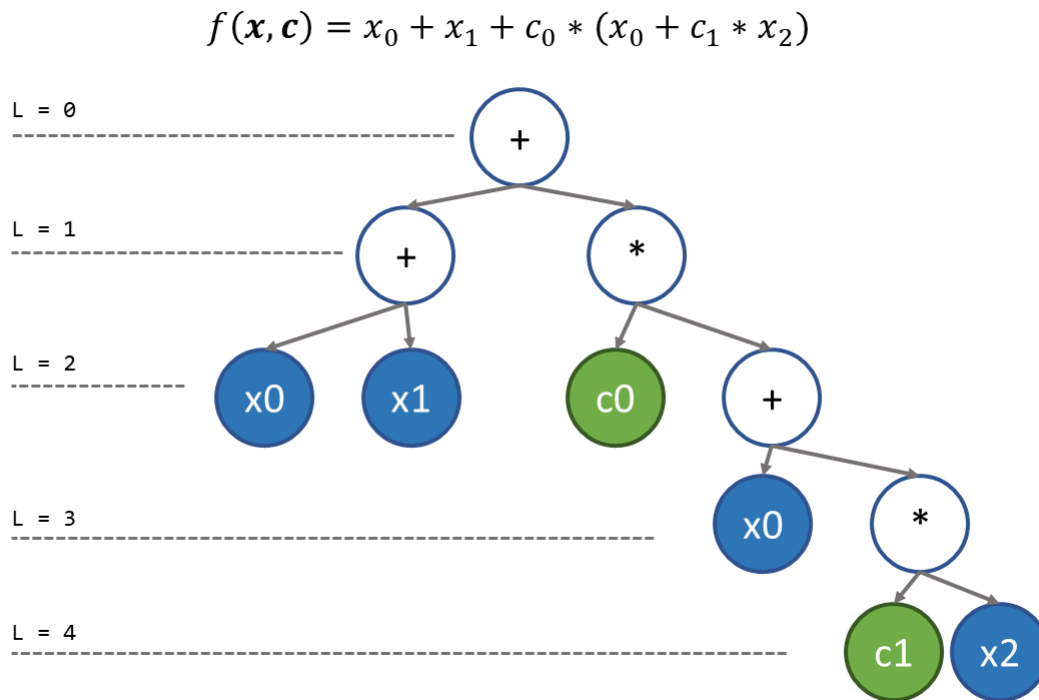 f(x, c) = x₀ + x₁ + c₀ * (x₀ + c₁ * x₂)
L = 0
+
L = 1
+ *
L = 2
x0 x1 c0 +
L = 3
x0 *
L = 4
c1 x2